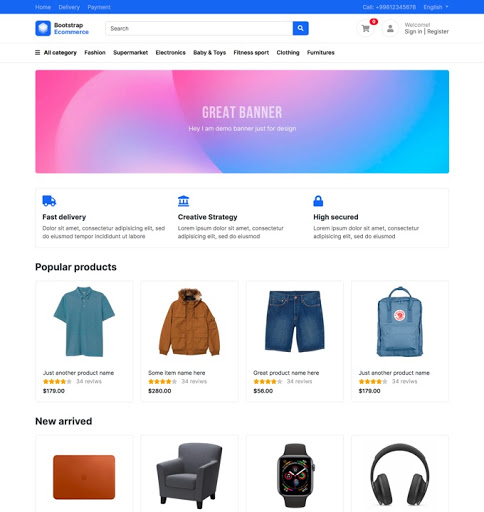 Home Delivery Payment Call: +99812345678 English
Bootstrap
Ecommerce
Search
0
Welcome!
Sign in | Register
All category Fashion Supermarket Electronics Baby & Toys Fitness sport Clothing Furnitures
GREAT BANNER
Hey I am demo banner just for design
Fast delivery
Dolor sit amet, consectetur adipisicing elit, sed
do eiusmod tempor incididunt ut labore
Creative Strategy
Lorem ipsum dolor sit amet, consectetur
adipisicing elit, sed do eiusmod
High secured
Lorem ipsum dolor sit amet, consectetur
adipisicing elit, sed do eiusmod
Popular products
Just another product name
34 reviws
$179.00
Some item name here
34 reviws
$280.00
Great product name here
34 reviws
$56.00
Just another product name
34 reviws
$179.00
New arrived